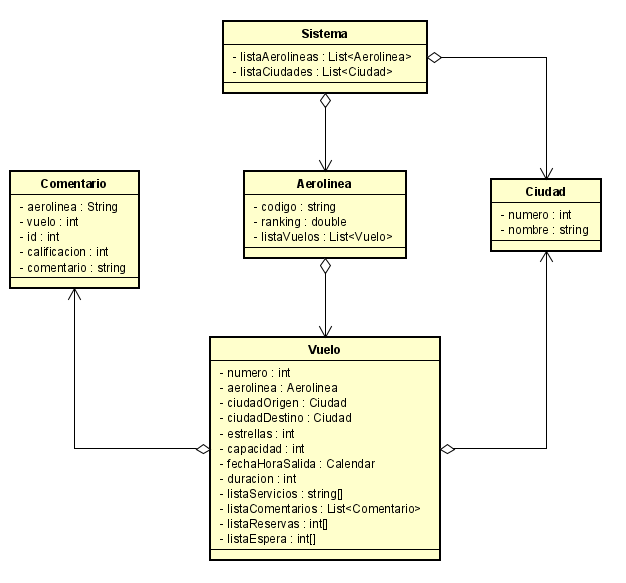 Sistema
- listaAerolineas : List<Aerolinea>
- listaCiudades : List<Ciudad>
Comentario
- aerolinea : String
- vuelo : int
- id : int
- calificacion : int
- comentario : string
Aerolinea
- codigo : string
- ranking : double
- listaVuelos : List<Vuelo>
Ciudad
- numero : int
- nombre : string
Vuelo
- numero : int
- aerolinea : Aerolinea
- ciudadOrigen : Ciudad
- ciudadDestino : Ciudad
- estrellas : int
- capacidad : int
- fechaHoraSalida : Calendar
- duracion : int
- listaServicios : string[]
- listaComentarios : List<Comentario>
- listaReservas : int[]
- listaEspera : int[]